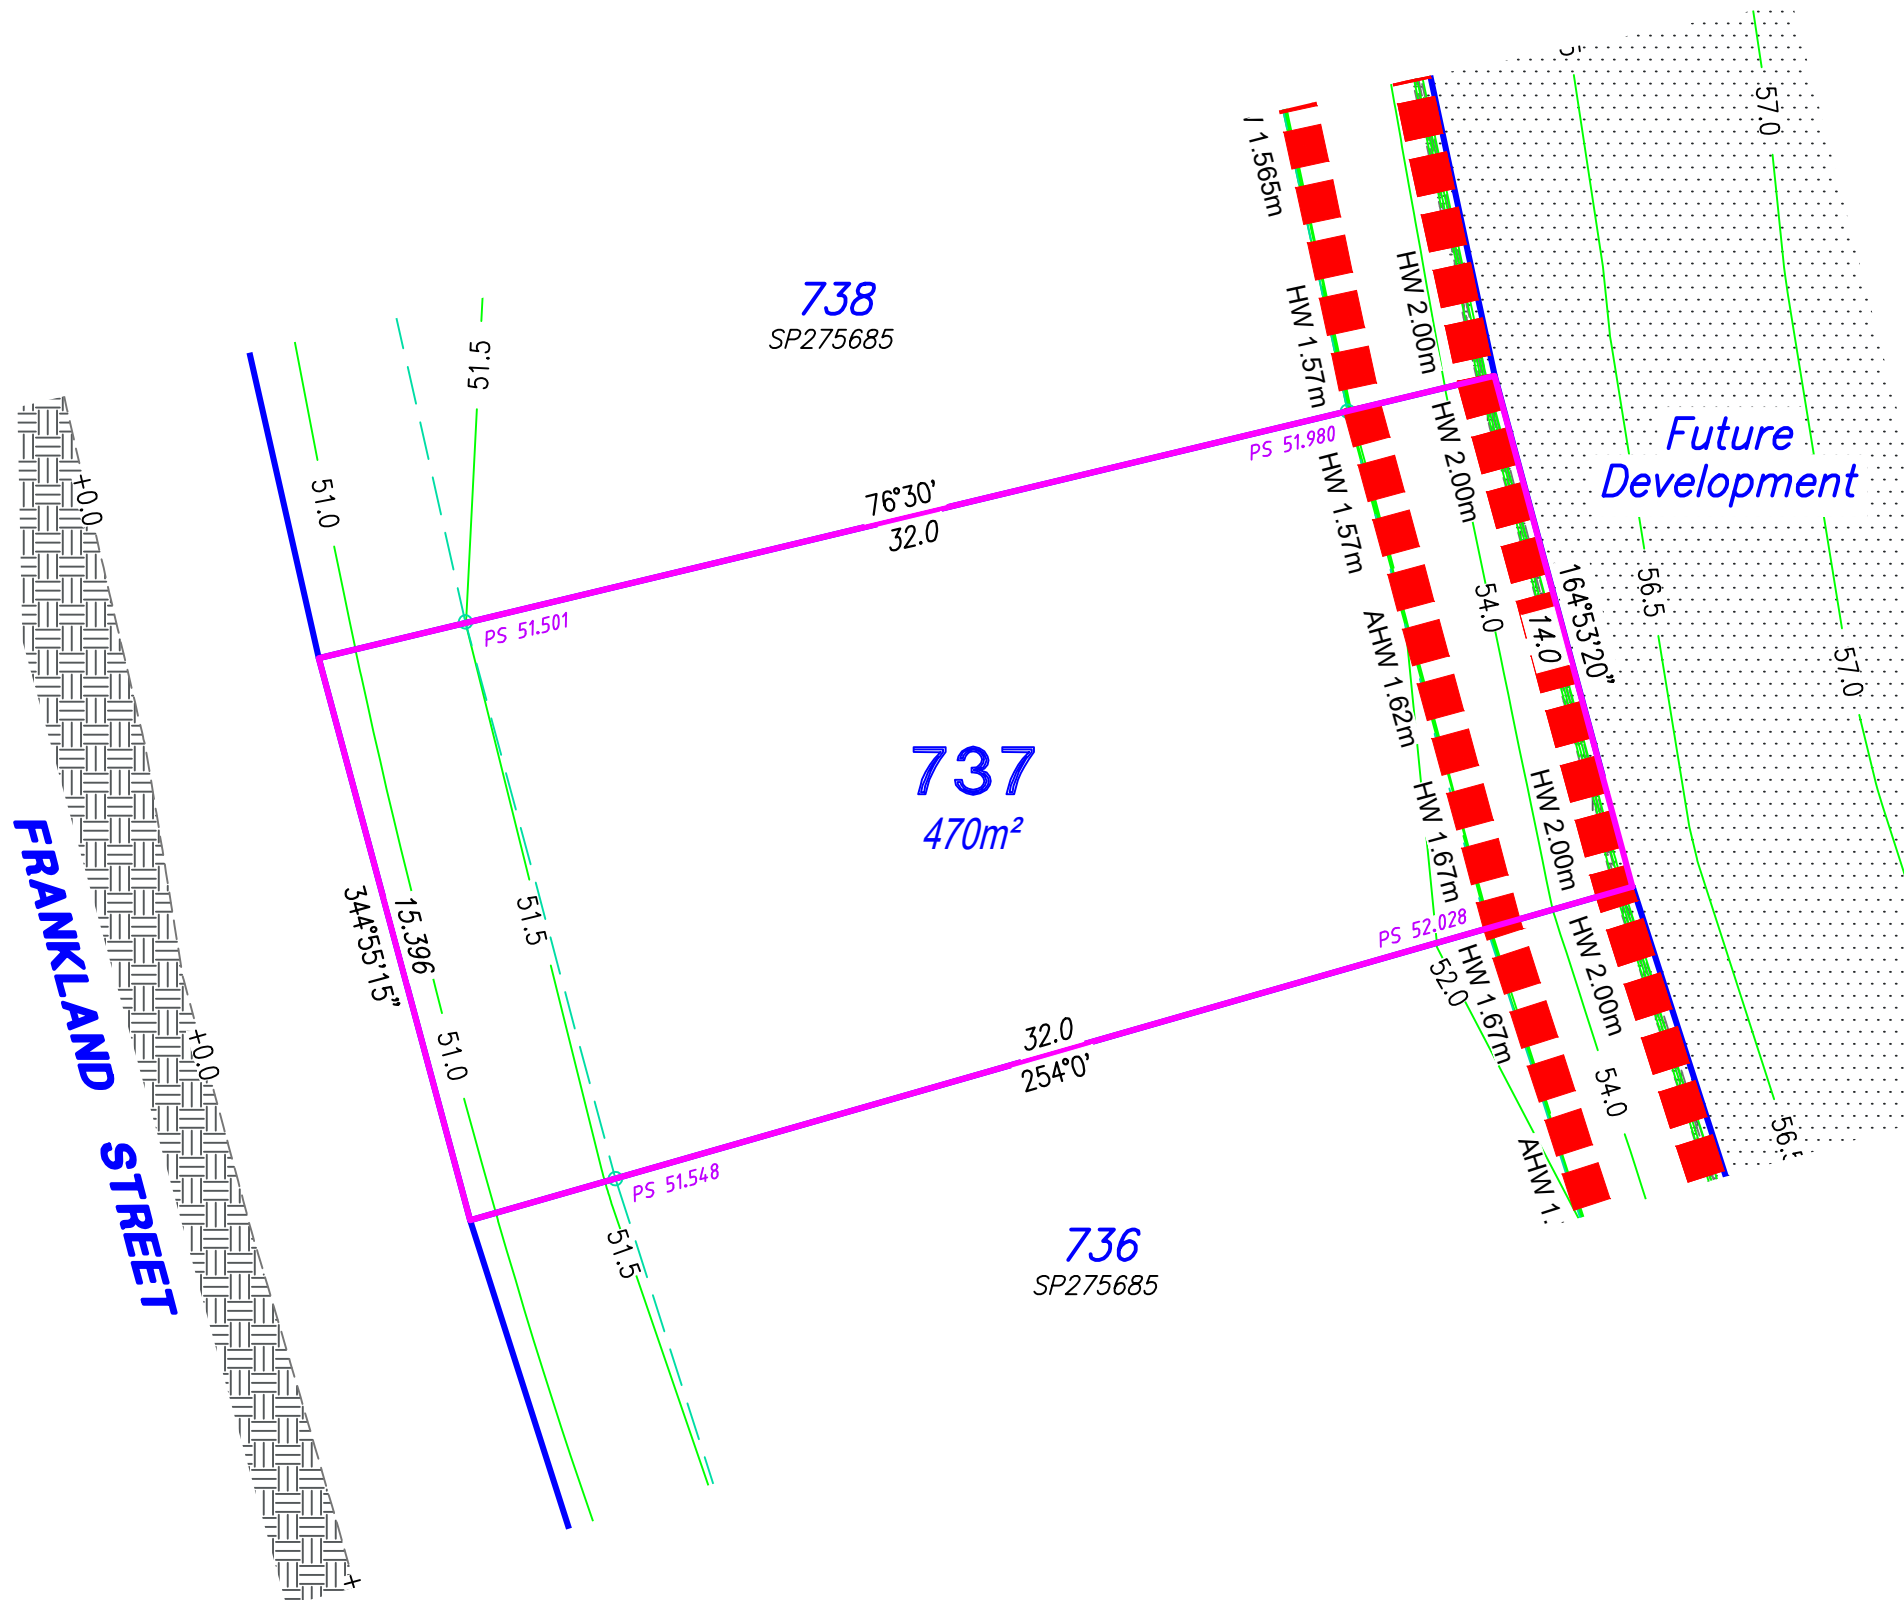 57.0
1.565m
738
SP275685
HW 1.57m
HW 2.00m
51.5
PS 51.980
HW 2.00m
Future
Development
HW 1.57m
76°30'
32.0
51.0
+0.0
PS 51.501
54.0
56.5
164°53'20"
14.0
AHW 1.62m
57.0
737
470m²
HW 1.67m
HW 2.00m
FRANKLAND STREET
344°55'15"
15.396
51.5
PS 52.028
52.0
HW 1.67m
HW 2.00m
+0.0
51.0
32.0
254°0'
54.0
56.5
AHW 1.
PS 51.548
51.5
736
SP275685
+